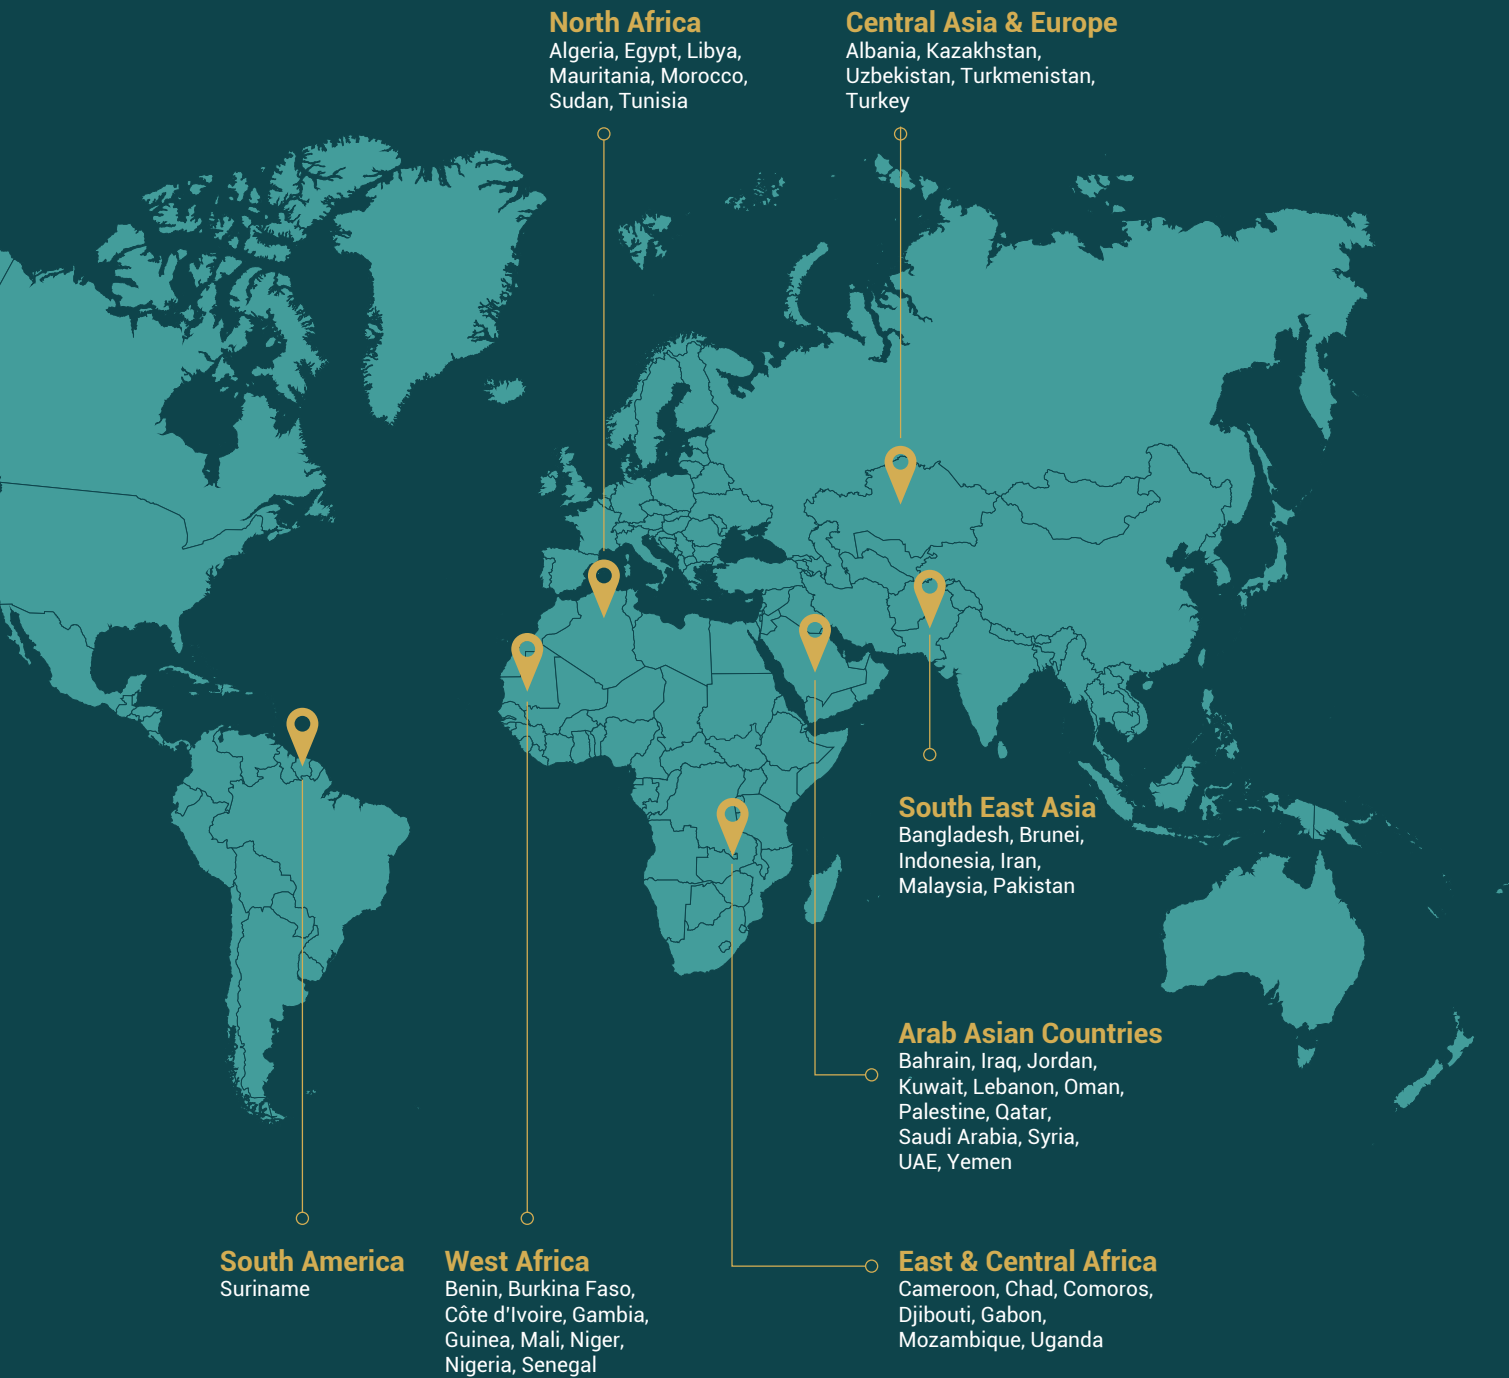 North Africa
Algeria, Egypt, Libya,
Mauritania, Morocco,
Sudan, Tunisia
Central Asia & Europe
Albania, Kazakhstan,
Uzbekistan, Turkmenistan,
Turkey
South East Asia
Bangladesh, Brunei,
Indonesia, Iran,
Malaysia, Pakistan
Arab Asian Countries
Bahrain, Iraq, Jordan,
Kuwait, Lebanon, Oman,
Palestine, Qatar,
Saudi Arabia, Syria,
UAE, Yemen
South America
Suriname
West Africa
Benin, Burkina Faso,
Côte d'Ivoire, Gambia,
Guinea, Mali, Niger,
Nigeria, Senegal
East & Central Africa
Cameroon, Chad, Comoros,
Djibouti, Gabon,
Mozambique, Uganda